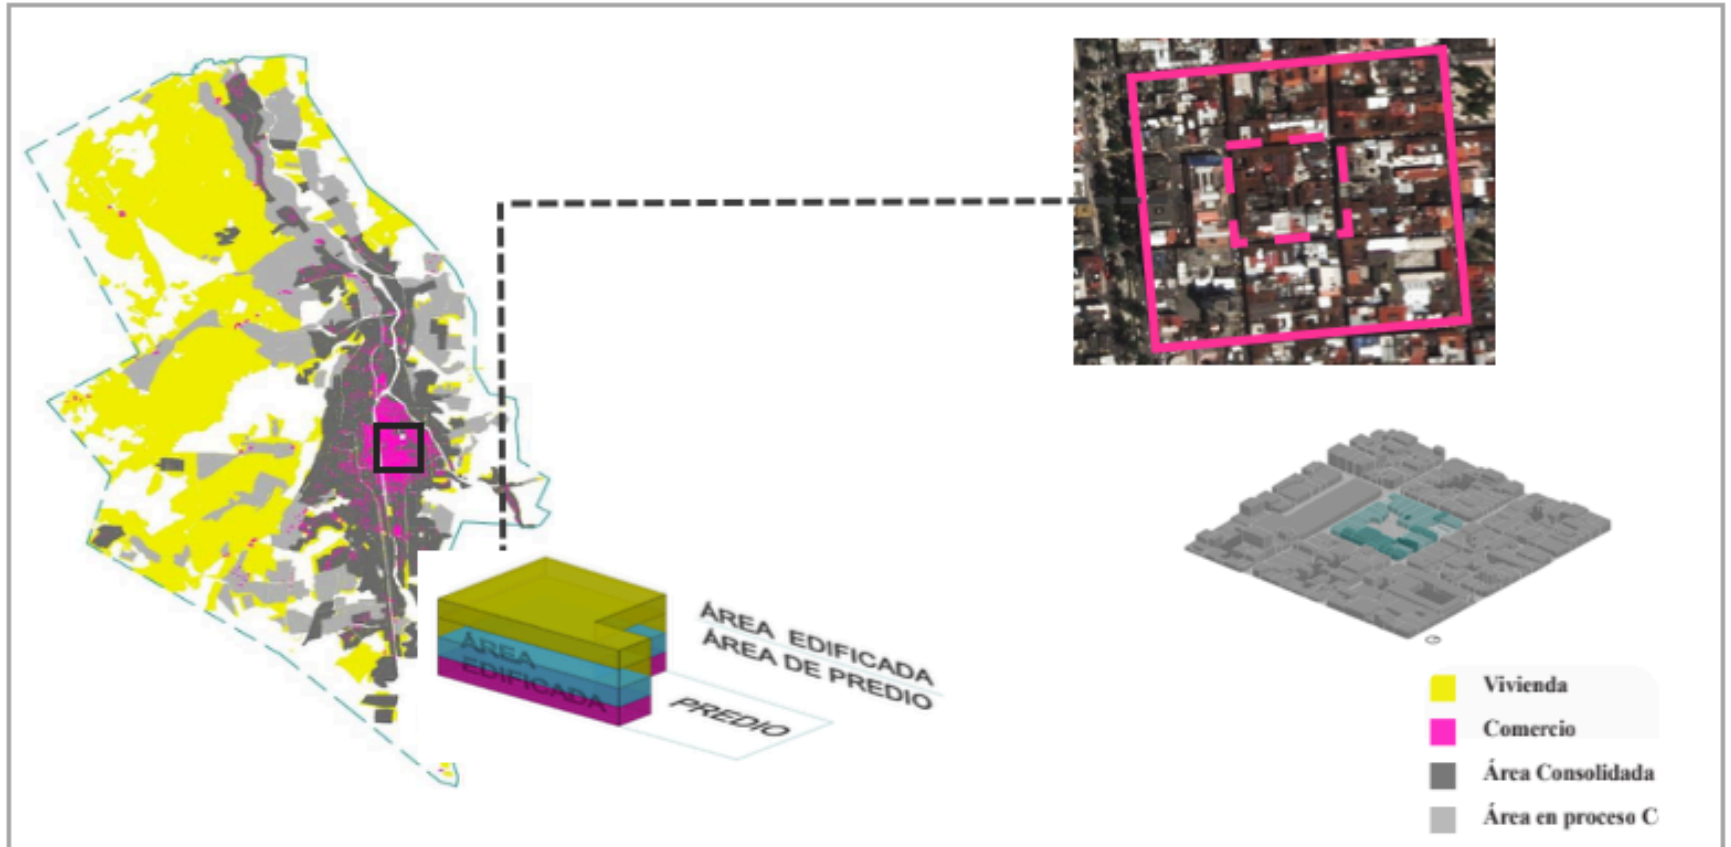 ÁREA
EDIFICADA
ÁREA EDIFICADA
ÁREA DE PREDIO
PREDIO
Vivienda
Comercio
Área Consolidada
Área en proceso C